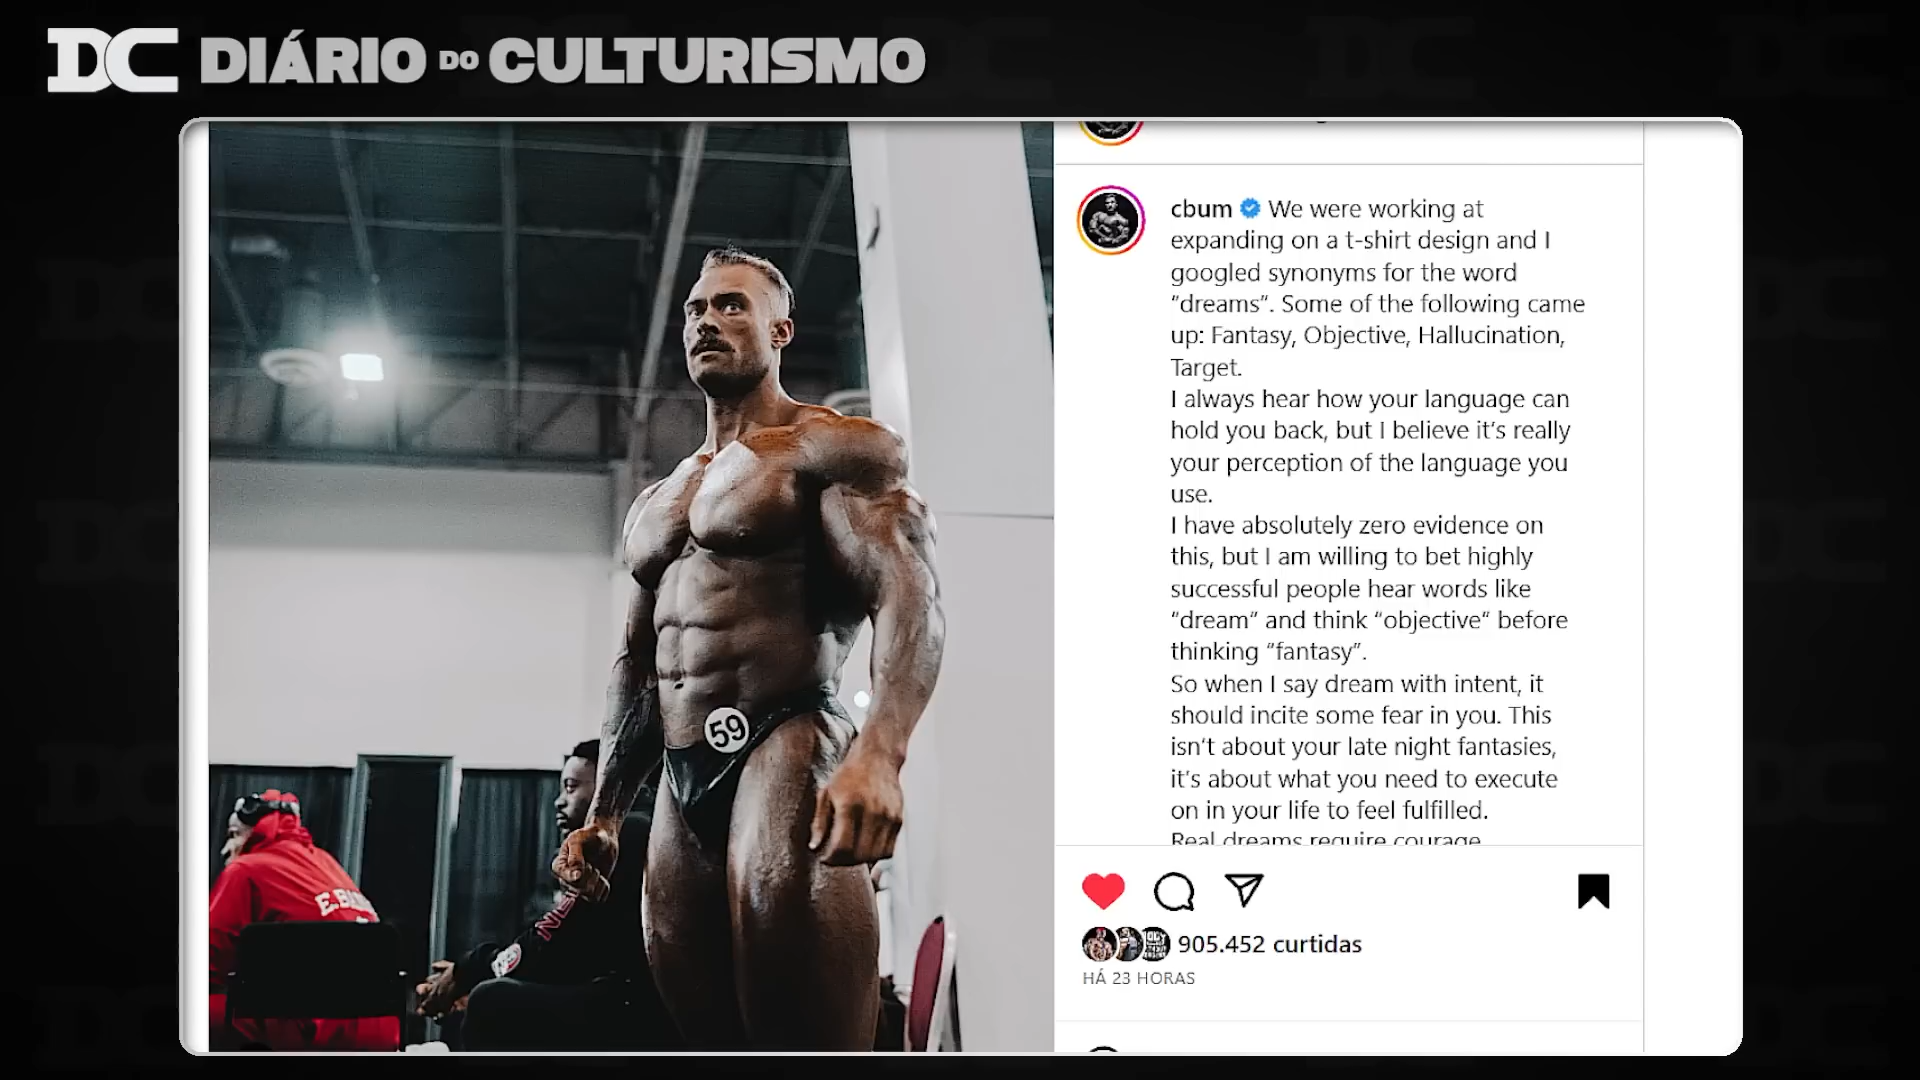 DC DIÁRIO DO CULTURISMO
cbum We were working at
expanding on a t-shirt design and I
googled synonyms for the word
"dreams". Some of the following came
up: Fantasy, Objective, Hallucination,
Target.
I always hear how your language can
hold you back, but I believe it's really
your perception of the language you
use.
I have absolutely zero evidence on
this, but I am willing to bet highly
successful people hear words like
"dream" and think "objective" before
thinking "fantasy".
So when I say dream with intent, it
should incite some fear in you. This
isn't about your late night fantasies,
it's about what you need to execute
on in your life to feel fulfilled.
Real dreams require courage
59
905.452 curtidas
HÁ 23 HORAS